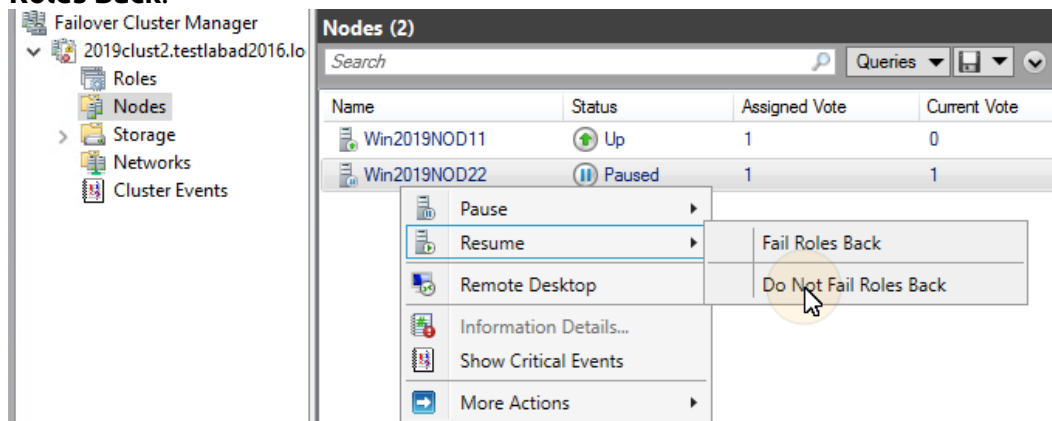 Roles Back.
Failover Cluster Manager
2019clust2.testlabad2016.lo
Roles
Nodes
Storage
Networks
Cluster Events
Nodes (2)
Search
Queries
Name Status Assigned Vote Current Vote
Win2019NOD11 Up 1 0
Win2019NOD22 Paused 1 1
Pause
Resume
Remote Desktop
Information Details...
Show Critical Events
More Actions
Fail Roles Back
Do Not Fail Roles Back